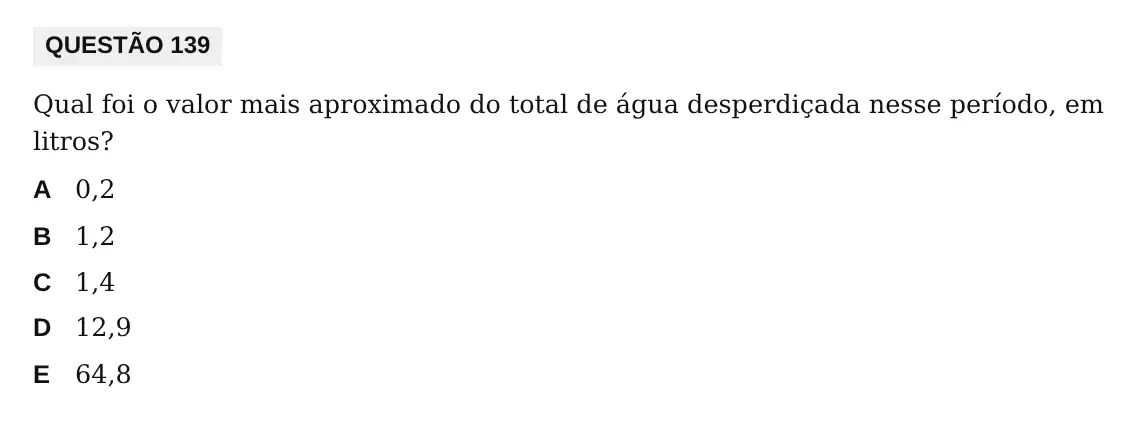 QUESTÃO 139
Qual foi o valor mais aproximado do total de água desperdiçada nesse período, em
litros?
A 0,2
B 1,2
C 1,4
D 12,9
E 64,8